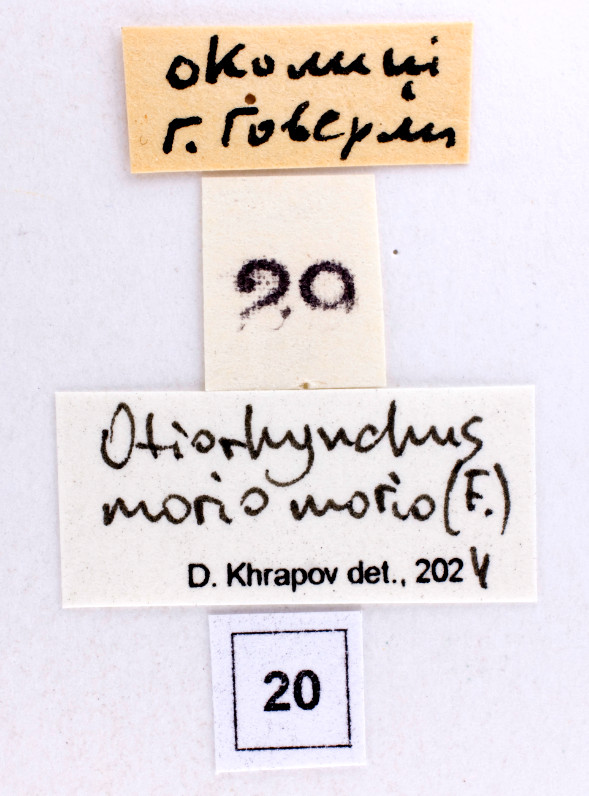 околиці
г. Говерли
20
Otiorhynchus
morio morio (F.)
D. Khrapov det., 2024
20